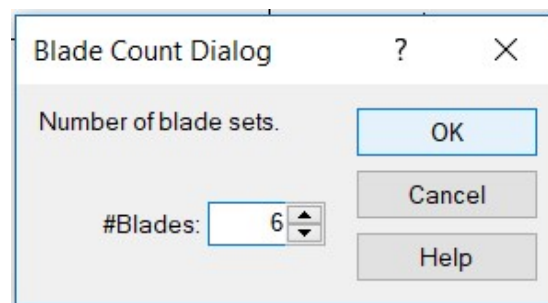 Blade Count Dialog ? ×
Number of blade sets.
OK
Cancel
#Blades: 6
Help